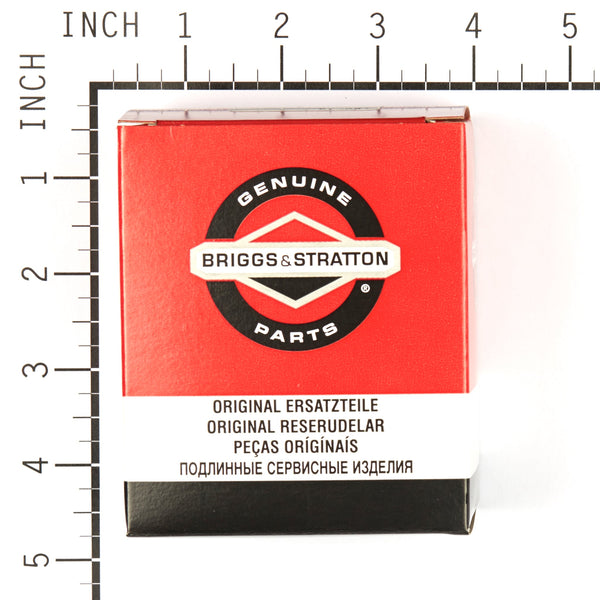 INCH 1 2 3 4 5
INCH
1
2
3
4
5
GENUINE
BRIGGS & STRATTON
®
PARTS
ORIGINAL ERSATZTEILE
ORIGINAL RESERUDELAR
PEÇAS ORÍGÍNAIS
ПОДЛИННЫЕ СЕРВИСНЫЕ ИЗДЕЛИЯ